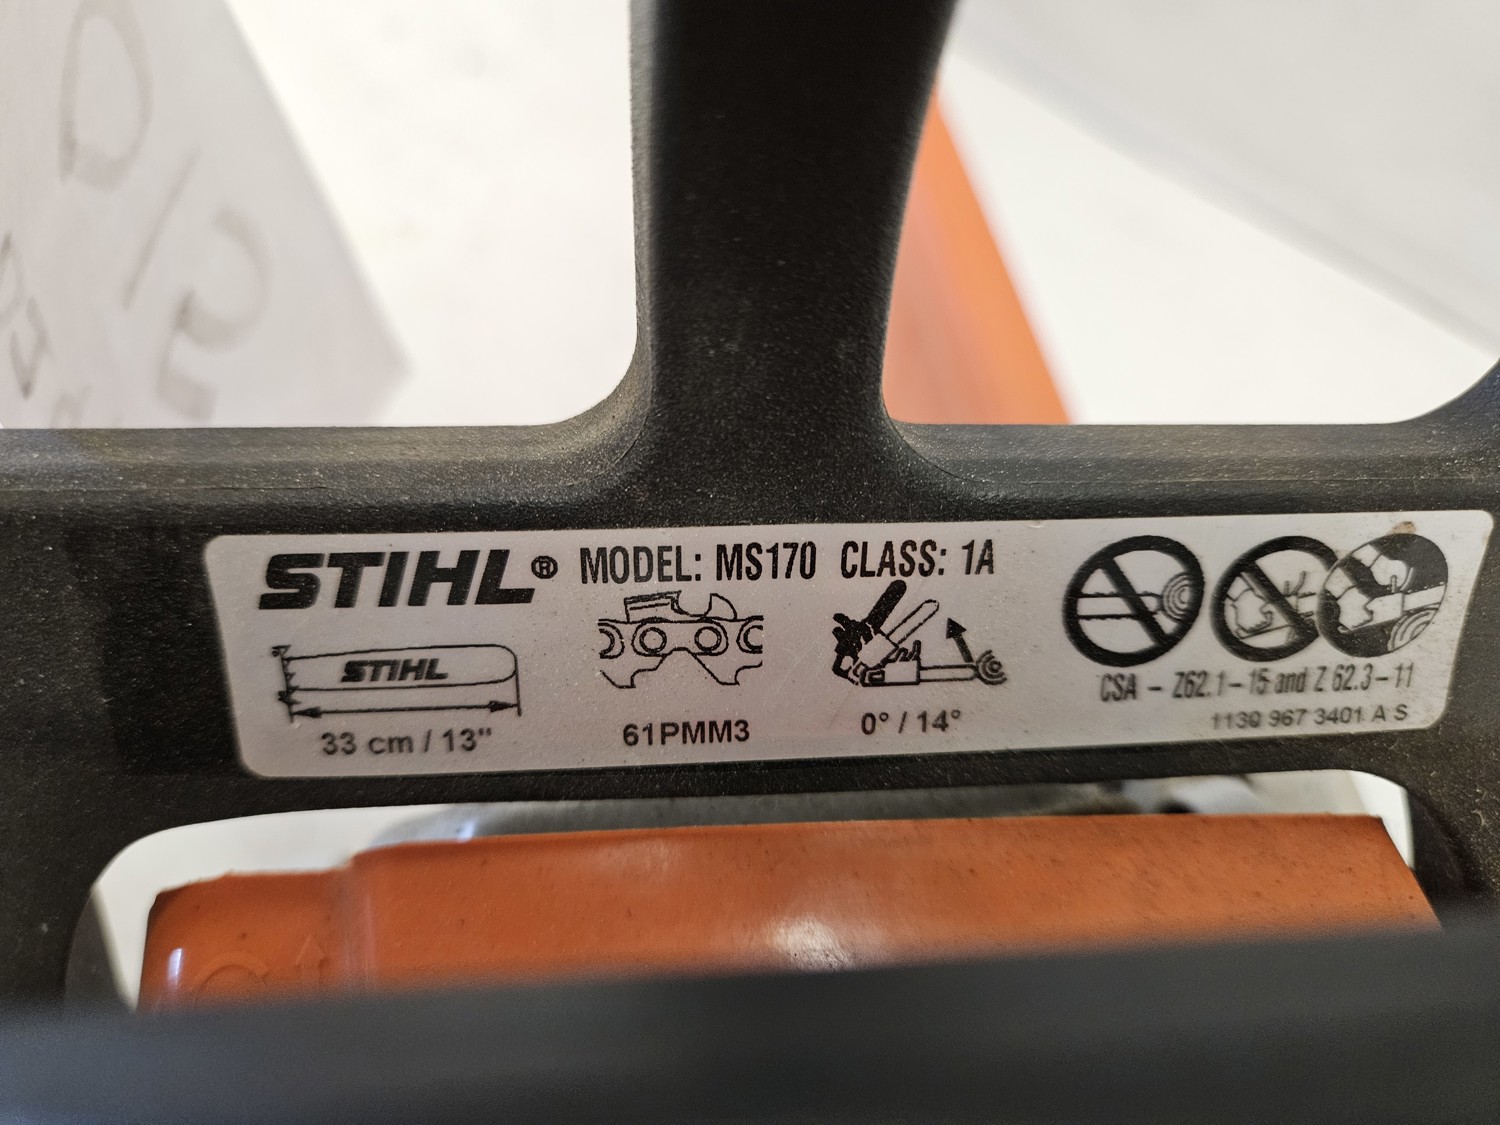 STIHL® MODEL: MS170 CLASS: 1A
STIHL
33 cm / 13"
61PMM3
0° / 14°
CSA - Z62.1-15 and Z 62.3-11
1130 967 3401 A S